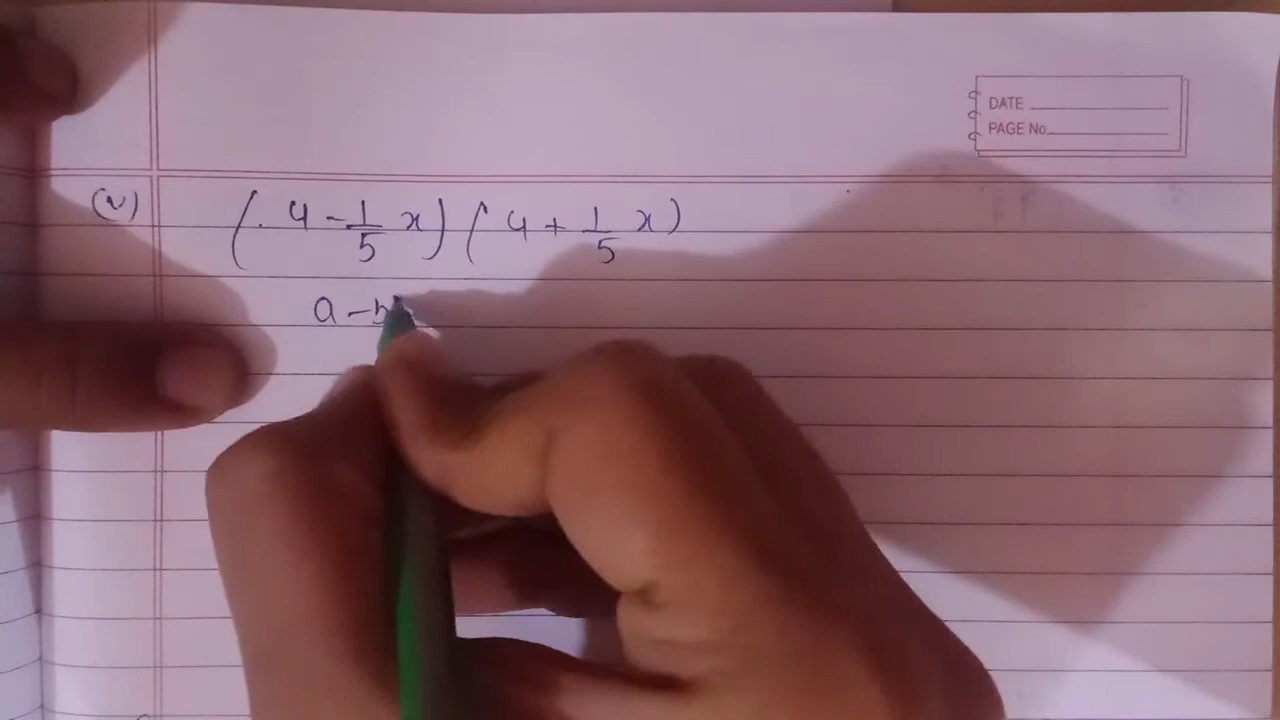 DATE
PAGE No
(v) (4 - 1/5 x) (4 + 1/5 x)
a - b